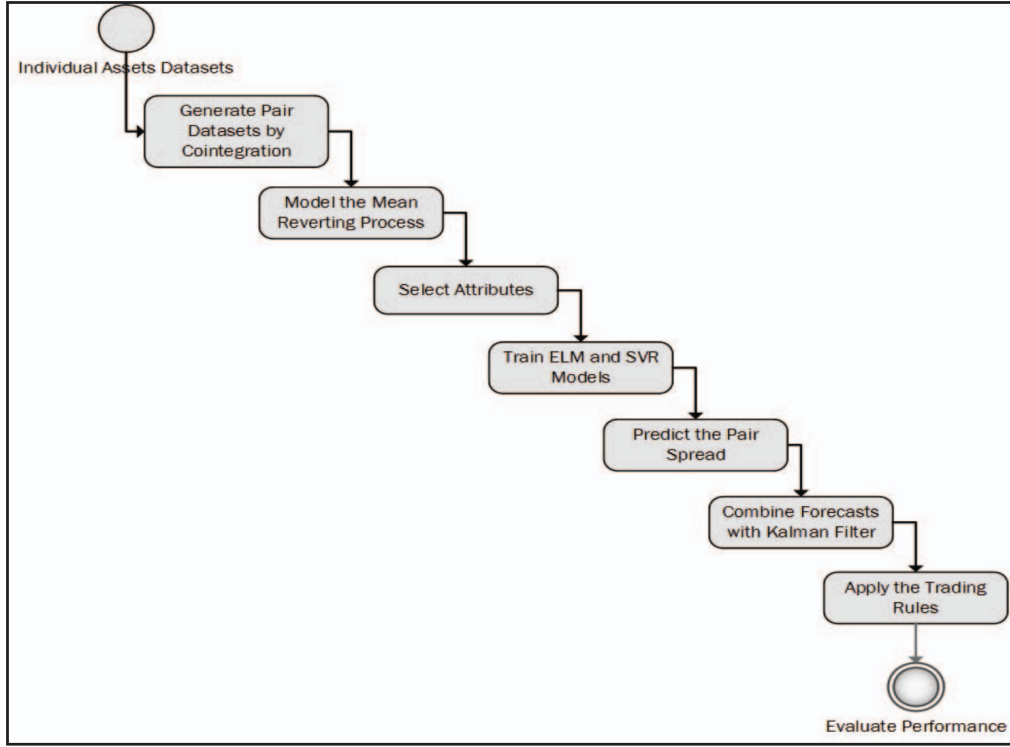 Individual Assets Datasets
Generate Pair
Datasets by
Cointegration
Model the Mean
Reverting Process
Select Attributes
Train ELM and SVR
Models
Predict the Pair
Spread
Combine Forecasts
with Kalman Filter
Apply the Trading
Rules
Evaluate Performance